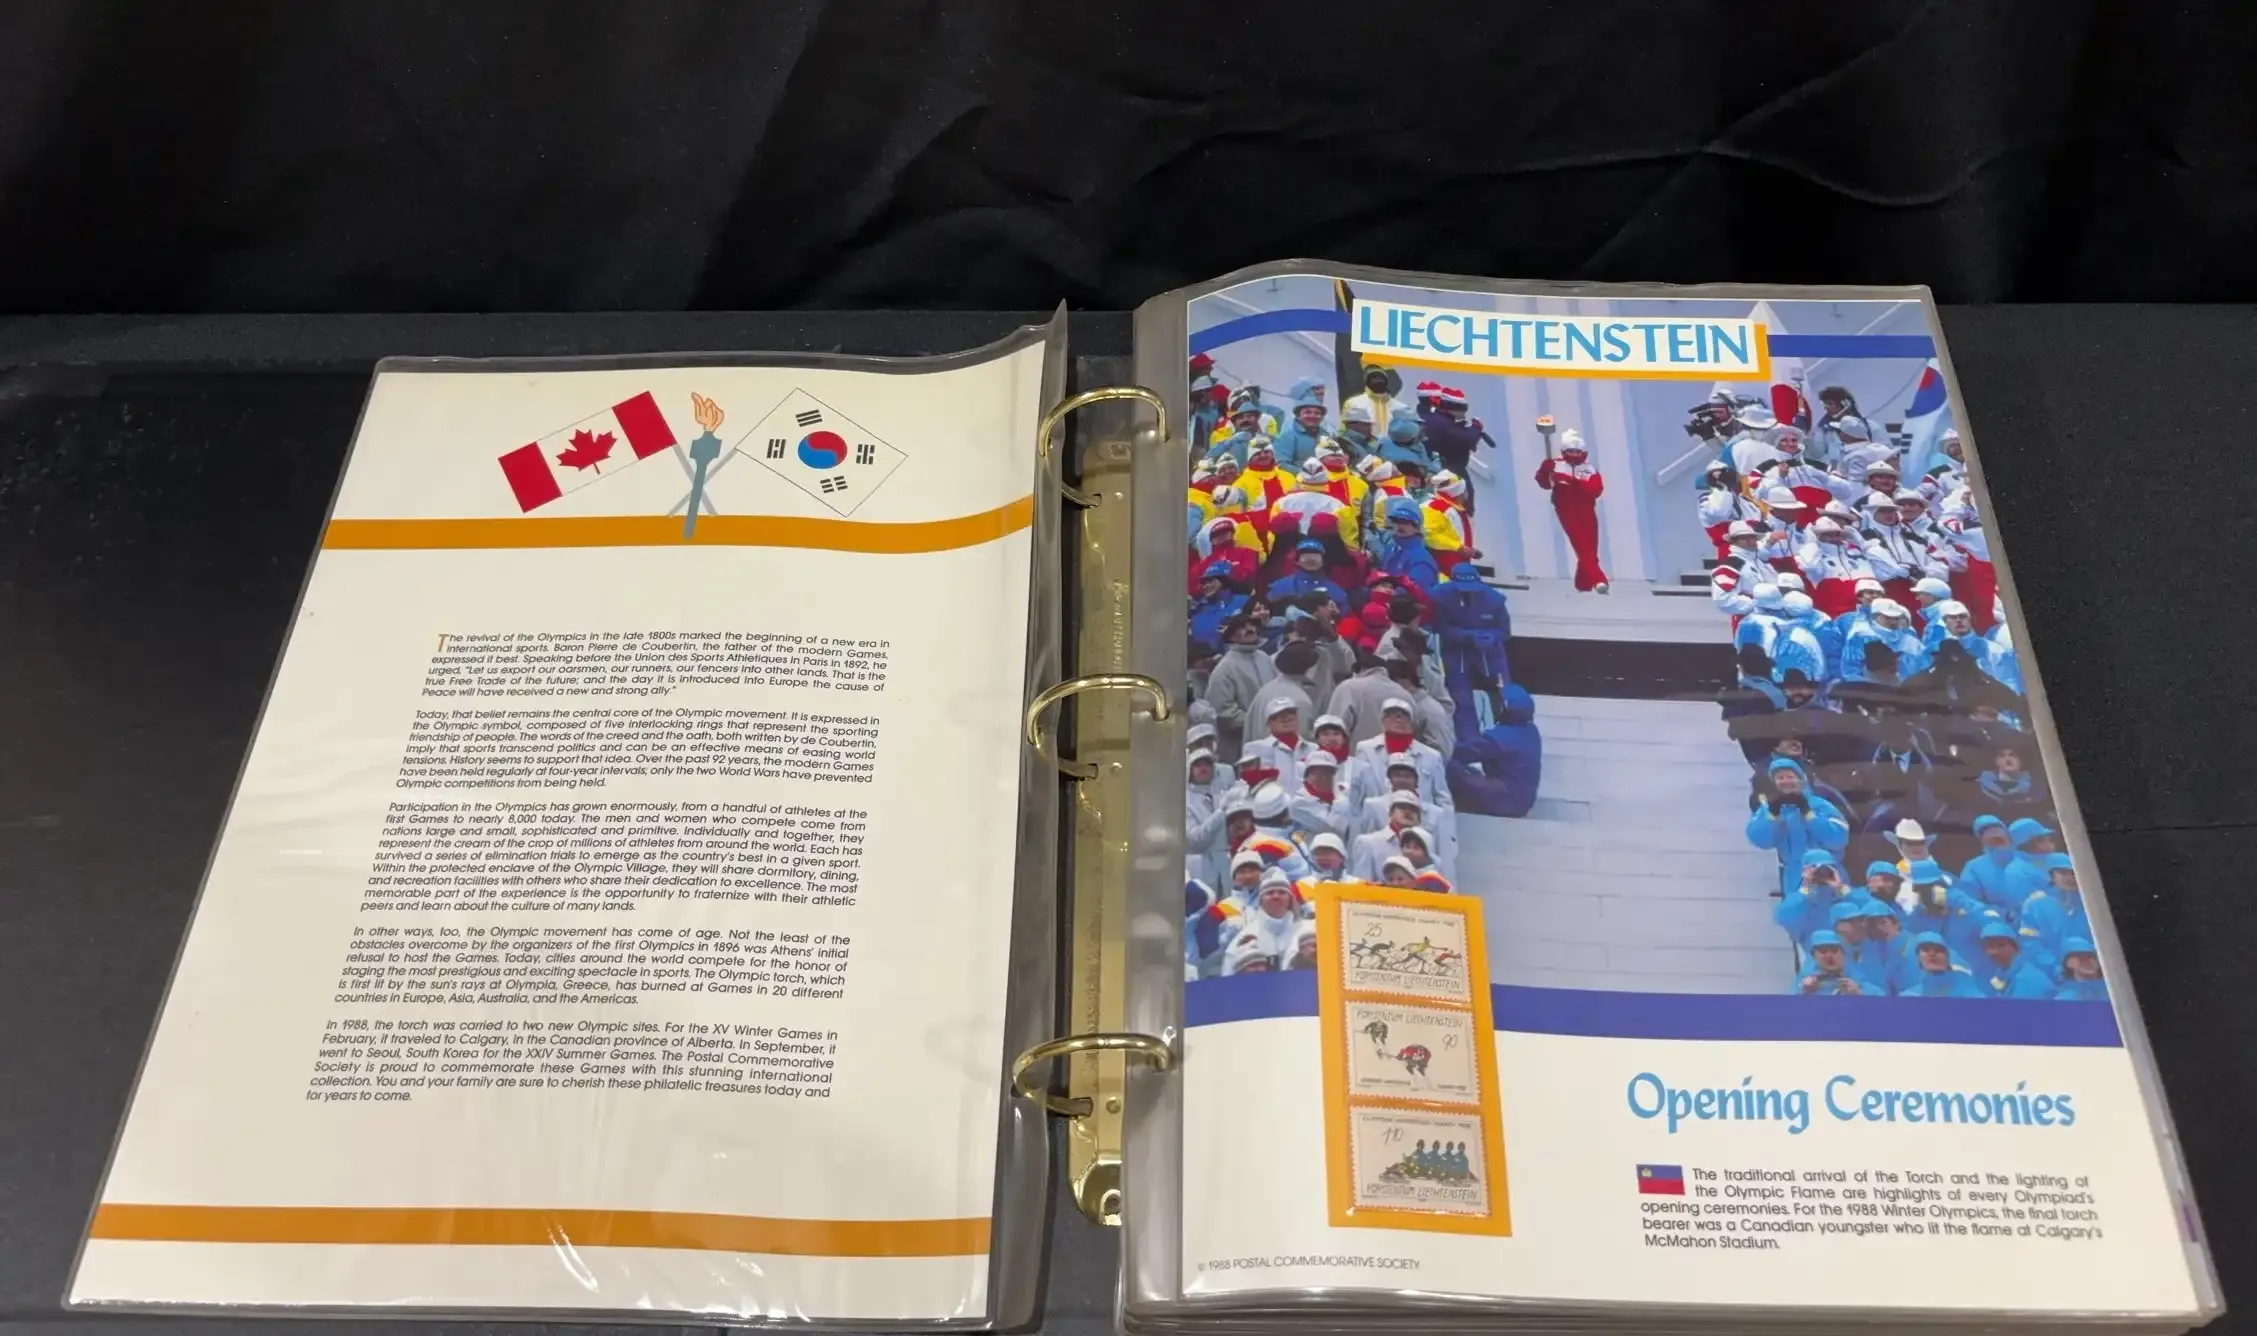 The revival of the Olympics in the late 1800s marked the beginning of a new era in
international sports. Baron Pierre de Coubertin, the father of the modern Games,
expressed it best. Speaking before the Union des Sports Athletiques in Paris in 1892, he
urged, "Let us export our oarsmen, our runners, our fencers into other lands. That is the
true Free Trade of the future; and the day it is introduced into Europe the cause of
Peace will have received a new and strong ally."
Today, that belief remains the central core of the Olympic movement. It is expressed in
the Olympic symbol, composed of five interlocking rings that represent the sporting
friendship of people. The words of the creed and the oath, both written by de Coubertin,
imply that sports transcend politics and can be an effective means of easing world
tensions. History seems to support that idea. Over the past 92 years, the modern Games
have been held regularly at four-year intervals; only the two World Wars have prevented
Olympic competitions from being held.
Participation in the Olympics has grown enormously, from a handful of athletes at the
first Games to nearly 8,000 today. The men and women who compete come from
nations large and small, sophisticated and primitive. Individually and together, they
represent the cream of the crop of millions of athletes from around the world. Each has
survived a series of elimination trials to emerge as the country's best in a given sport.
Within the protected enclave of the Olympic Village, they will share dormitory, dining,
and recreation facilities with others who share their dedication to excellence. The most
memorable part of the experience is the opportunity to fraternize with their athletic
peers and learn about the culture of many lands.
In other ways, too, the Olympic movement has come of age. Not the least of the
obstacles overcome by the organizers of the first Olympics in 1896 was Athens' initial
refusal to host the Games. Today, cities around the world compete for the honor of
staging the most prestigious and exciting spectacle in sports. The Olympic torch, which
is first lit by the sun's rays at Olympia, Greece, has burned at Games in 20 different
countries in Europe, Asia, Australia, and the Americas.
In 1988, the torch was carried to two new Olympic sites. For the XV Winter Games in
February, it traveled to Calgary, in the Canadian province of Alberta. In September, it
went to Seoul, South Korea for the XXIV Summer Games. The Postal Commemorative
Society is proud to commemorate these Games with this stunning international
collection. You and your family are sure to cherish these philatelic treasures today and
for years to come.
LIECHTENSTEIN
25
FÜRSTENTUM LIECHTENSTEIN
FÜRSTENTUM LIECHTENSTEIN
90
1.10
FÜRSTENTUM LIECHTENSTEIN
Opening Ceremonies
The traditional arrival of the Torch and the lighting of
the Olympic Flame are highlights of every Olympiad's
opening ceremonies. For the 1988 Winter Olympics, the final torch
bearer was a Canadian youngster who lit the flame at Calgary's
McMahon Stadium.
© 1988 POSTAL COMMEMORATIVE SOCIETY